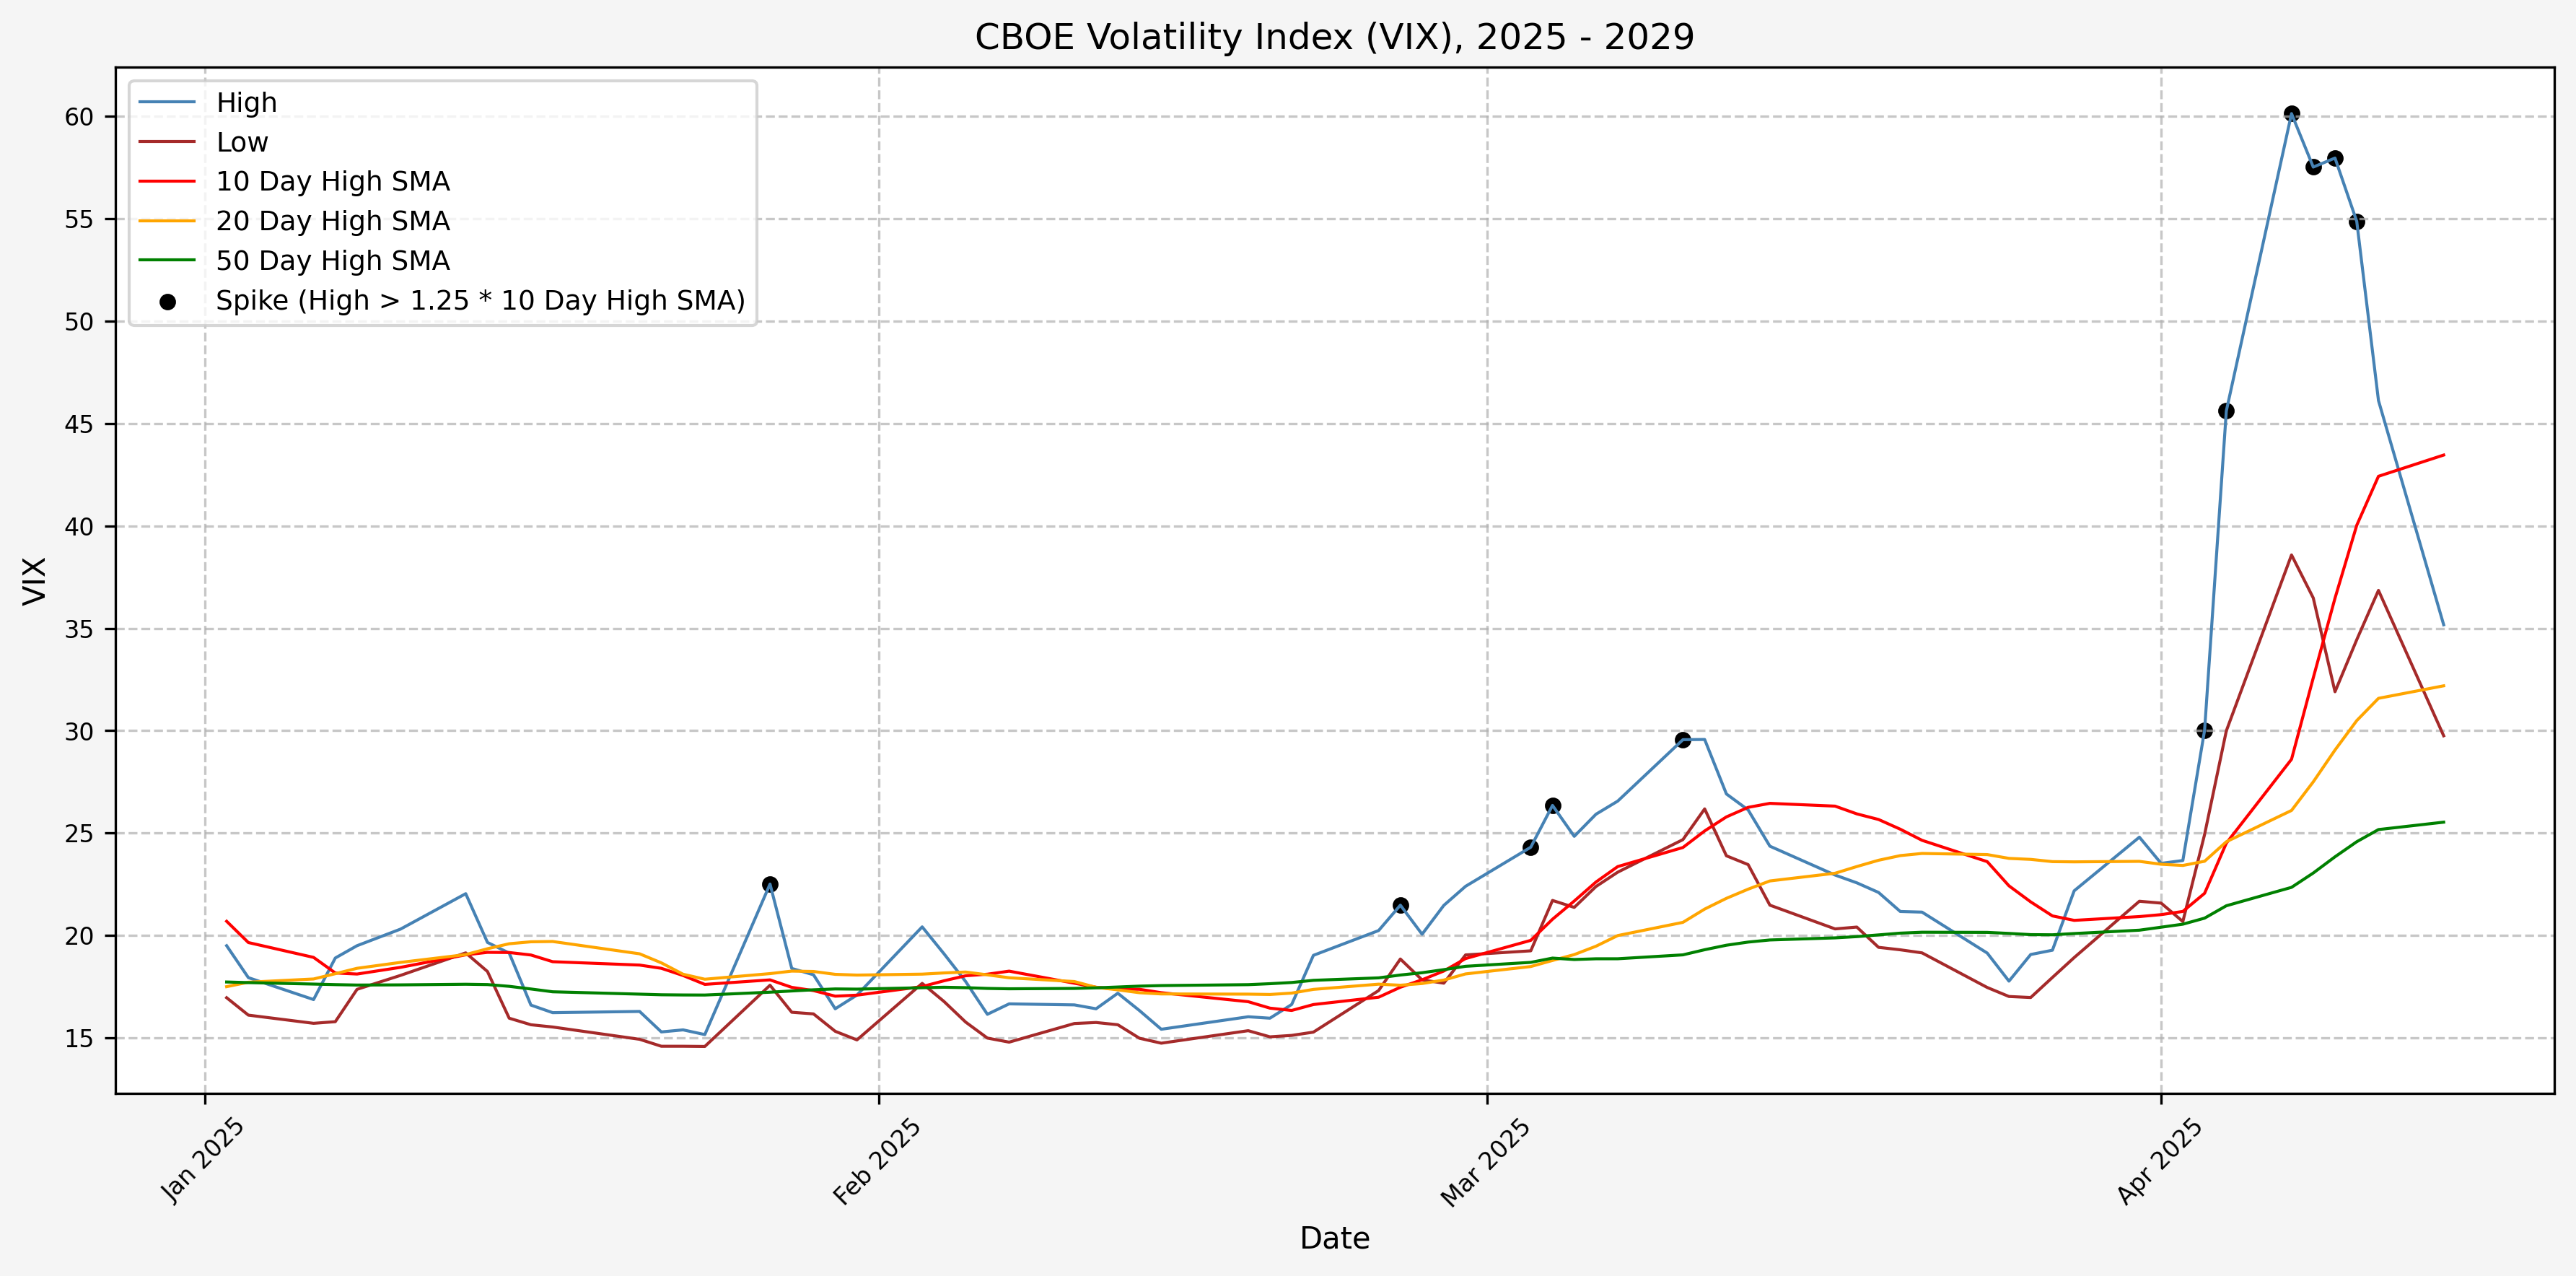 CBOE Volatility Index (VIX), 2025 - 2029
High
Low
10 Day High SMA
20 Day High SMA
50 Day High SMA
Spike (High > 1.25 * 10 Day High SMA)
VIX
60
55
50
45
40
35
30
25
20
15
Jan 2025
Feb 2025
Mar 2025
Apr 2025
Date